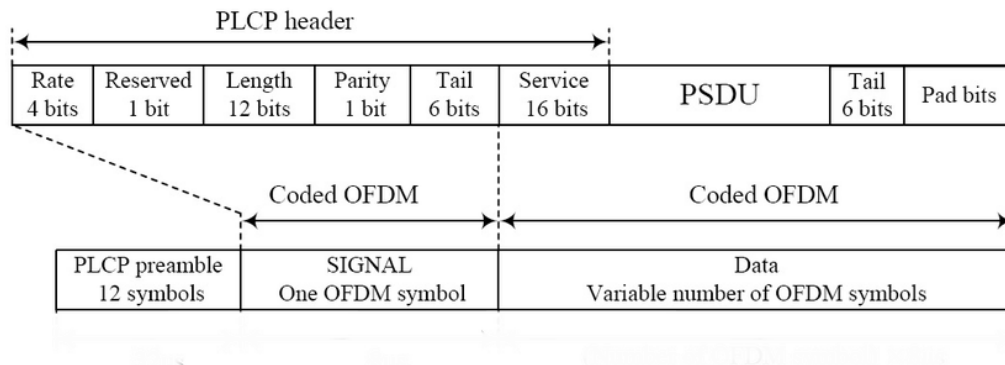 PLCP header
Rate
4 bits
Reserved
1 bit
Length
12 bits
Parity
1 bit
Tail
6 bits
Service
16 bits
PSDU
Tail
6 bits
Pad bits
Coded OFDM
Coded OFDM
PLCP preamble
12 symbols
SIGNAL
One OFDM symbol
Data
Variable number of OFDM symbols